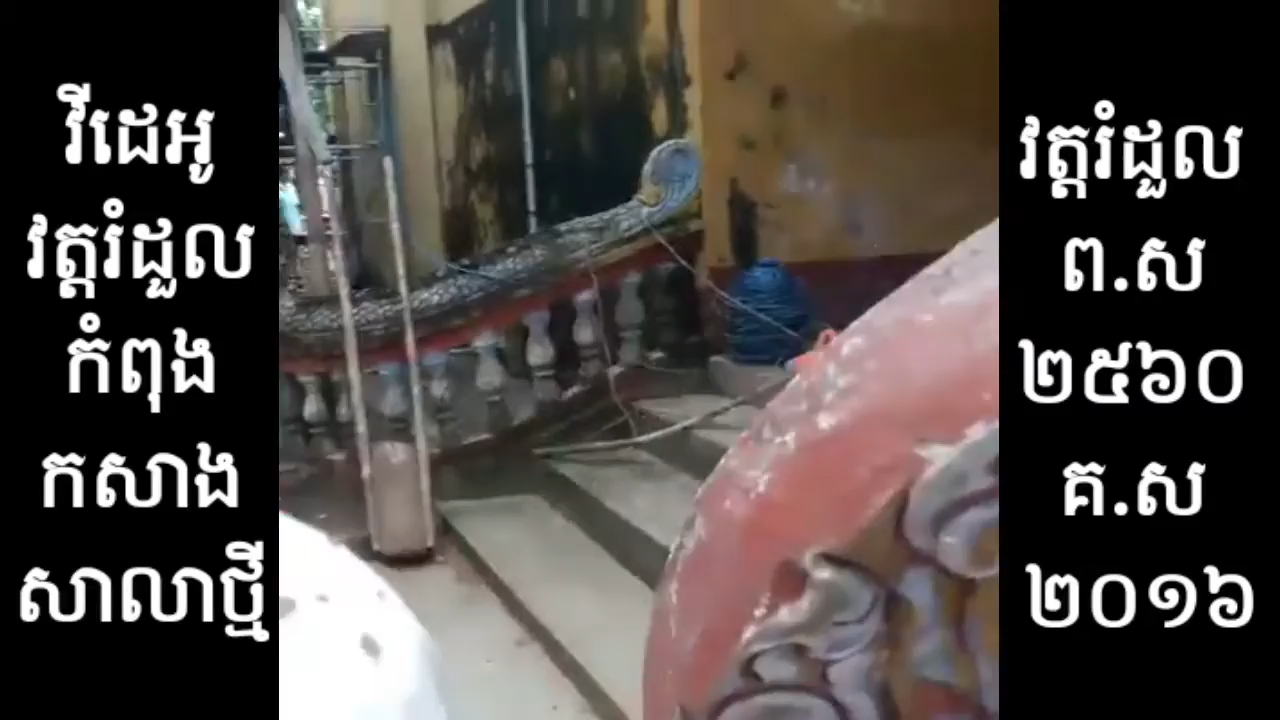 វីដេអូ
វត្តរំដួល
កំពុង
កសាង
សាលាថ្មី
វត្តរំដួល
ព.ស
២៥៦០
គ.ស
២០១៦